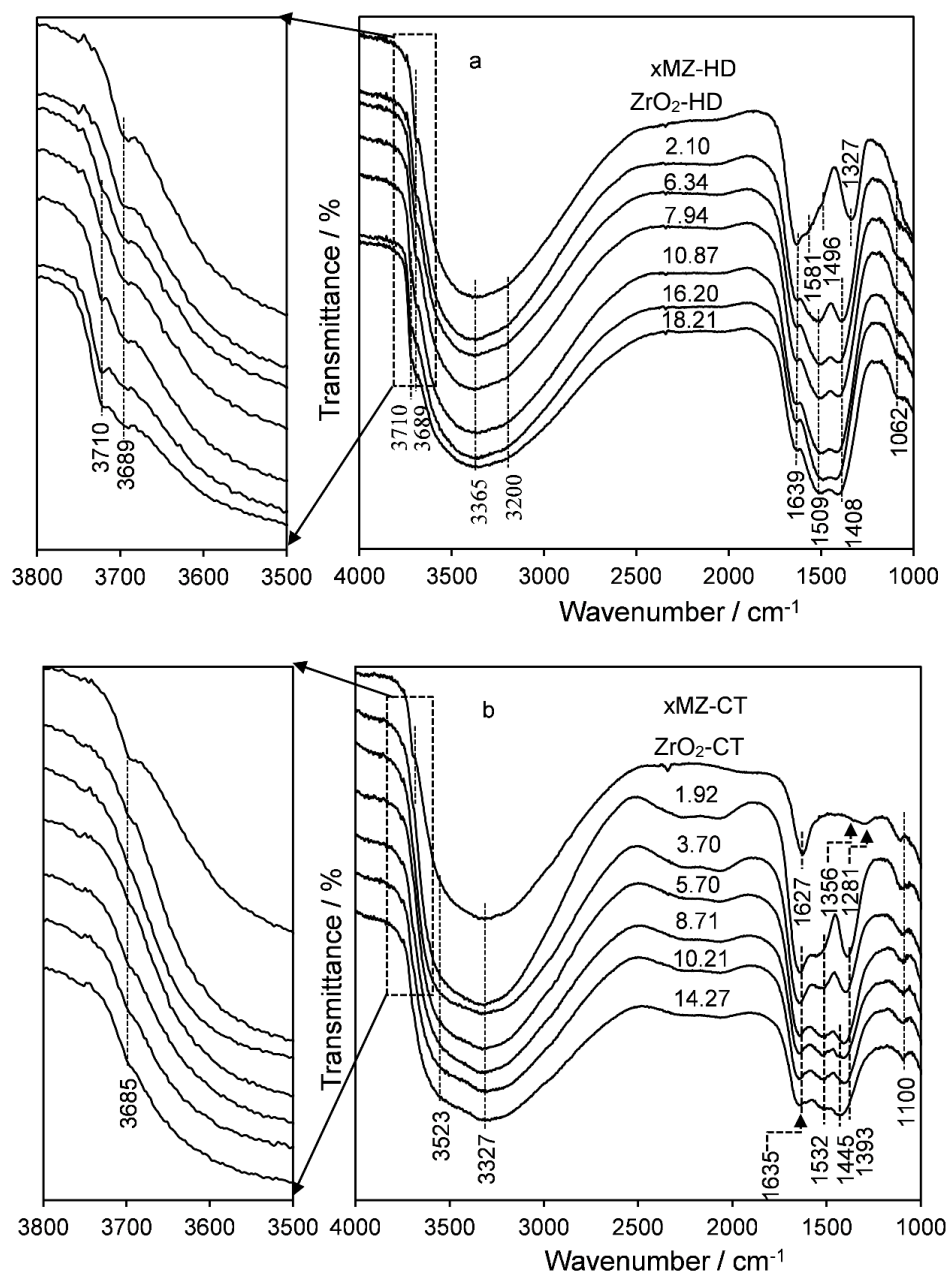 a
xMZ-HD
ZrO2-HD
2.10
6.34
7.94
10.87
16.20
18.21
1327
1581
1496
1062
3710
3689
3710
3689
3365
3200
1639
1509
1408
Transmittance / %
3800 3700 3600 3500
4000 3500 3000 2500 2000 1500 1000
Wavenumber / cm-1
b
xMZ-CT
ZrO2-CT
1.92
3.70
5.70
8.71
10.21
14.27
1627
1356
1281
3685
3523
3327
1635
1532
1445
1393
1100
Transmittance / %
3800 3700 3600 3500
4000 3500 3000 2500 2000 1500 1000
Wavenumber / cm-1